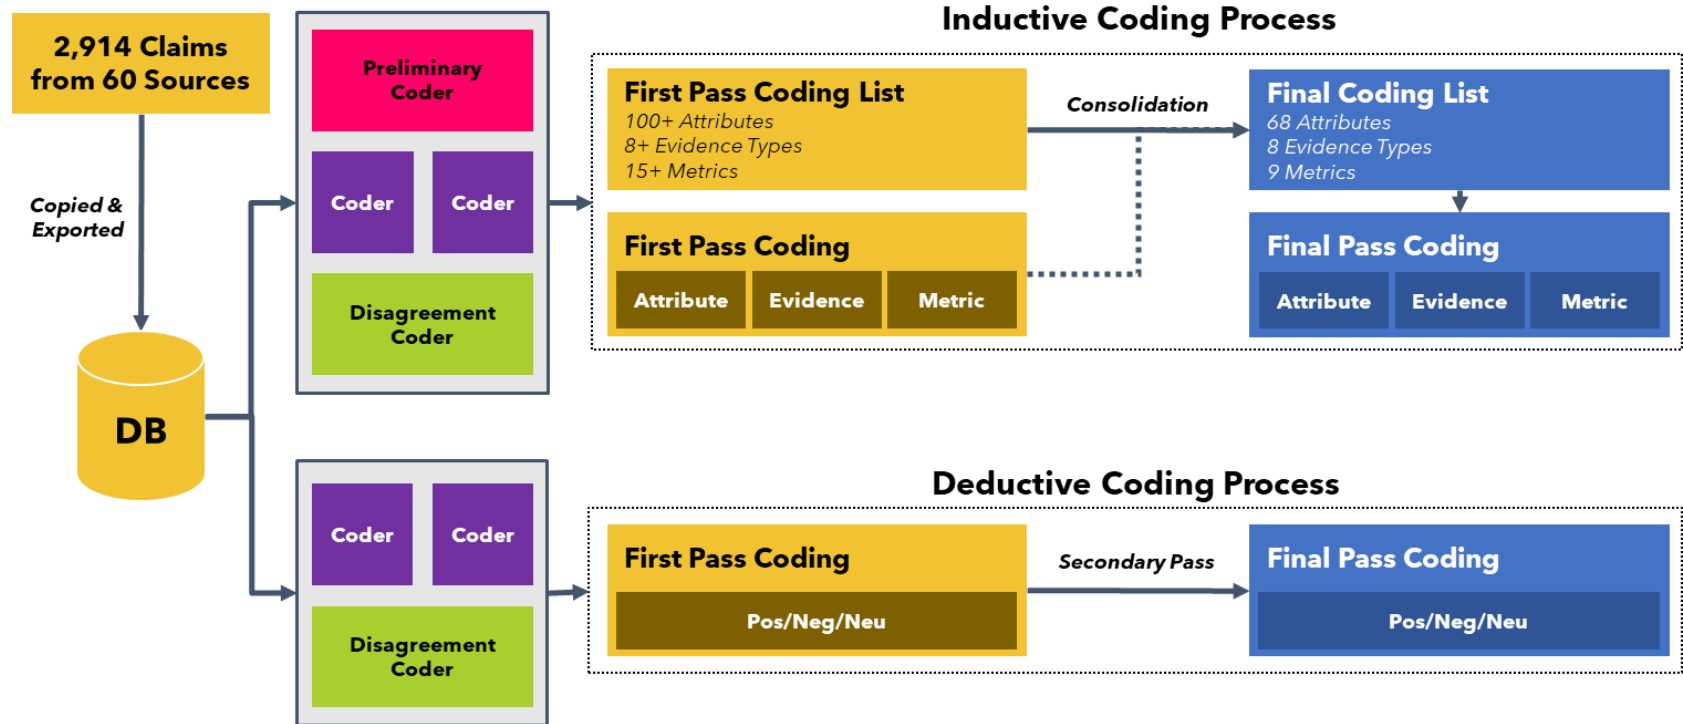 2,914 Claims
from 60 Sources
Copied &
Exported
DB
Preliminary
Coder
Coder
Coder
Disagreement
Coder
Inductive Coding Process
First Pass Coding List
100+ Attributes
8+ Evidence Types
15+ Metrics
Consolidation
Final Coding List
68 Attributes
8 Evidence Types
9 Metrics
First Pass Coding
Attribute
Evidence
Metric
Final Pass Coding
Attribute
Evidence
Metric
Coder
Coder
Disagreement
Coder
Deductive Coding Process
First Pass Coding
Pos/Neg/Neu
Secondary Pass
Final Pass Coding
Pos/Neg/Neu